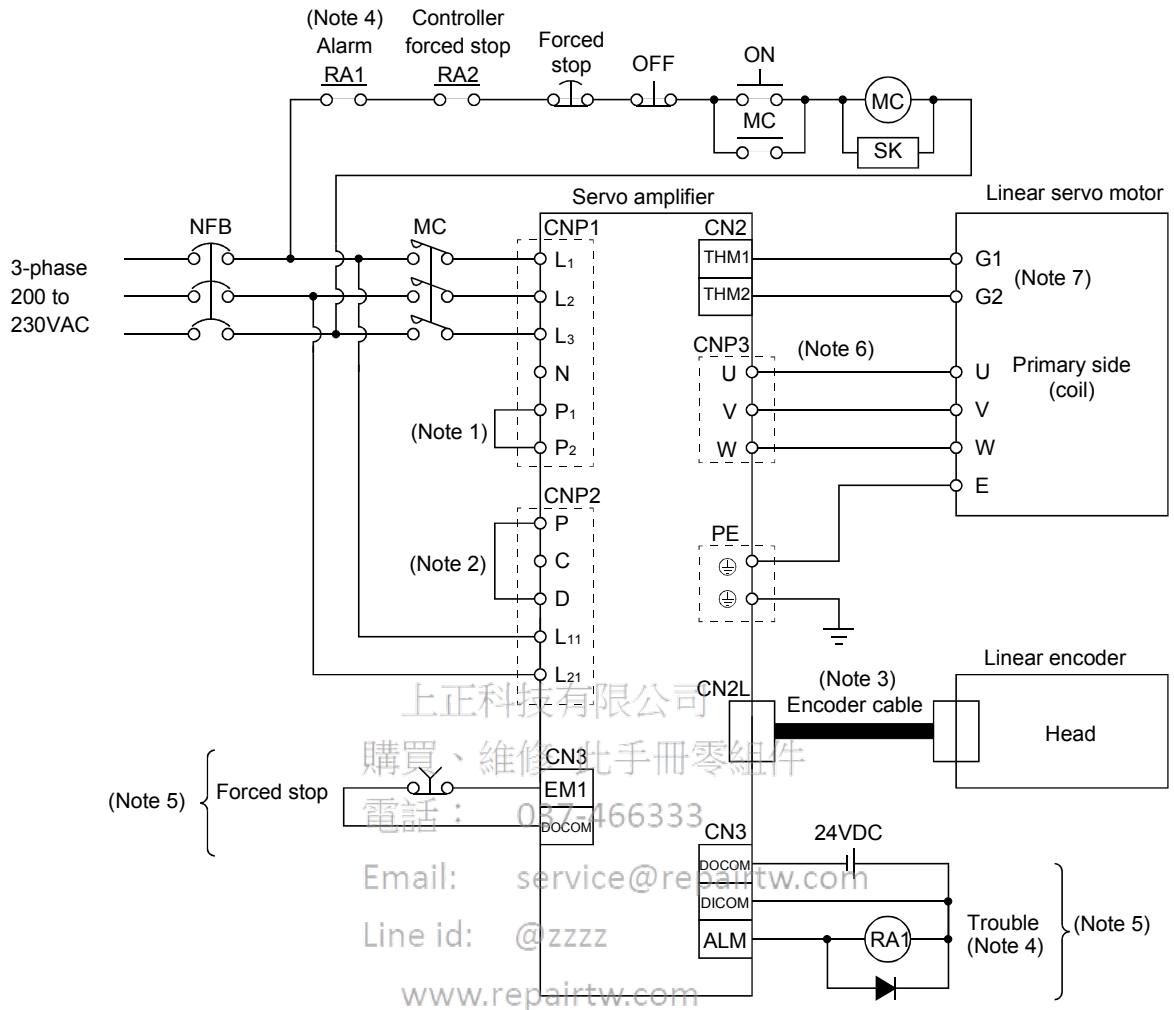 (Note 4)
Alarm
RA1
Controller
forced stop
RA2
Forced
stop
OFF
ON
MC
MC
SK
Servo amplifier
Linear servo motor
NFB
MC
3-phase
200 to
230VAC
CNP1
L1
L2
L3
N
P1
P2
(Note 1)
CNP2
P
C
D
L11
L21
(Note 2)
CN2
THM1
THM2
CNP3
U
V
W
(Note 6)
PE
G1
G2
(Note 7)
U
V
W
E
Primary side
(coil)
CN2L
(Note 3)
Encoder cable
Linear encoder
Head
(Note 5)
Forced stop
CN3
EM1
DOCOM
CN3
DOCOM
DICOM
ALM
24VDC
RA1
Trouble
(Note 4)
(Note 5)
上正科技有限公司
購買、維修 此手冊零組件
電話： 037-466333
Email: service@repairtw.com
Line id: @zzzz
www.repairtw.com